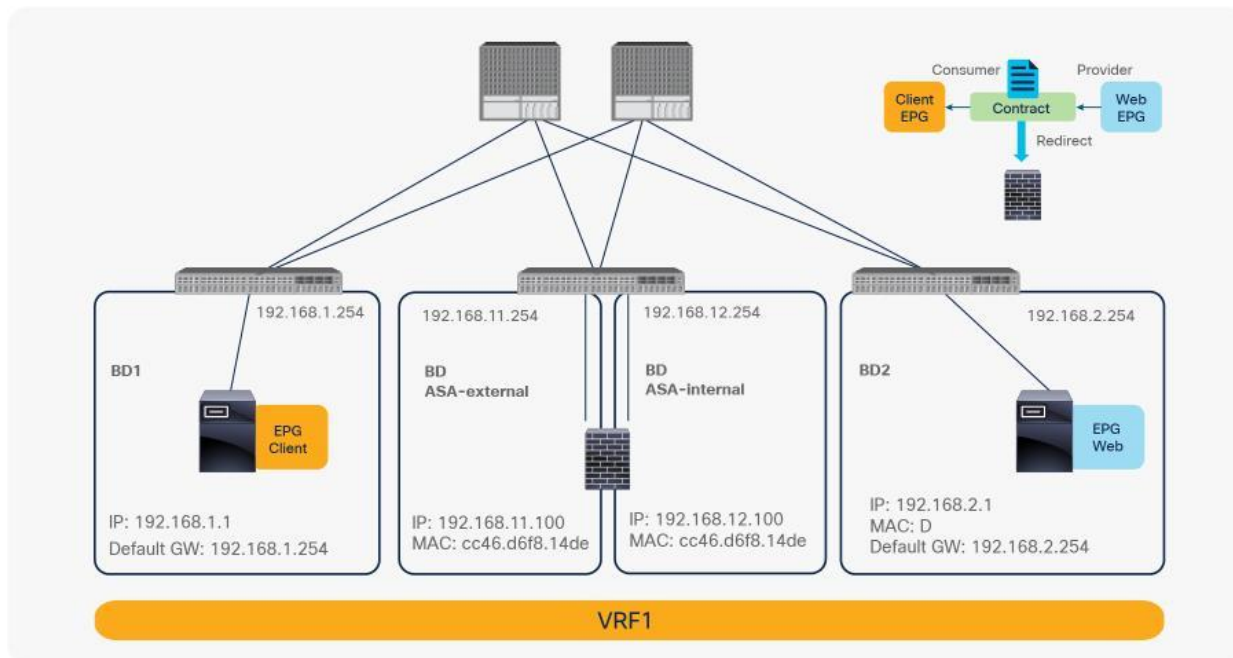 Consumer
Provider
Client
EPG
Contract
Web
EPG
Redirect
192.168.1.254
BD1
EPG
Client
IP: 192.168.1.1
Default GW: 192.168.1.254
192.168.11.254
BD
ASA-external
IP: 192.168.11.100
MAC: cc46.d6f8.14de
192.168.12.254
BD
ASA-internal
IP: 192.168.12.100
MAC: cc46.d6f8.14de
192.168.2.254
BD2
EPG
Web
IP: 192.168.2.1
MAC: D
Default GW: 192.168.2.254
VRF1